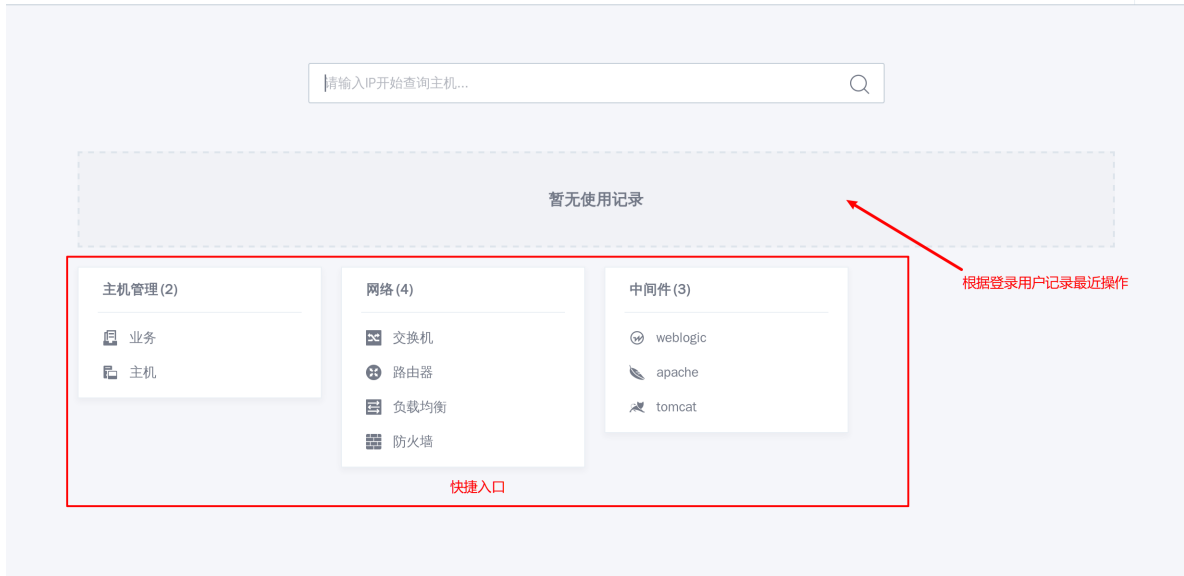 请输入IP开始查询主机...
暂无使用记录
根据登录用户记录最近操作
主机管理(2)
业务
主机
网络(4)
交换机
路由器
负载均衡
防火墙
中间件(3)
weblogic
apache
tomcat
快捷入口